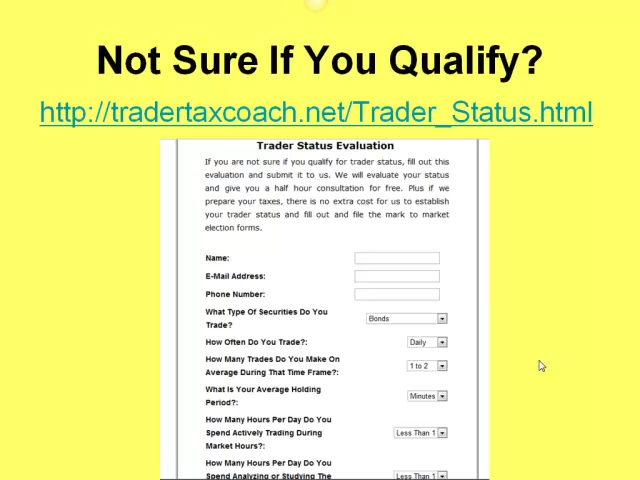 Not Sure If You Qualify?
http://tradertaxcoach.net/Trader_Status.html
Trader Status Evaluation
If you are not sure if you qualify for trader status, fill out this
evaluation and submit it to us. We will evaluate your status
and give you a half hour consultation for free. Plus if we
prepare your taxes, there is no extra cost for us to establish
your trader status and fill out and file the mark to market
election forms.
Name:
E-Mail Address:
Phone Number:
What Type Of Securities Do You
Trade?
Bonds
How Often Do You Trade?: Daily
How Many Trades Do You Make On
Average During That Time Frame?:
1 to 2
What Is Your Average Holding
Period?:
Minutes
How Many Hours Per Day Do You
Spend Actively Trading During
Market Hours?:
Less Than 1
How Many Hours Per Day Do You
Spend Analyzing or Studying The
Less Than 1